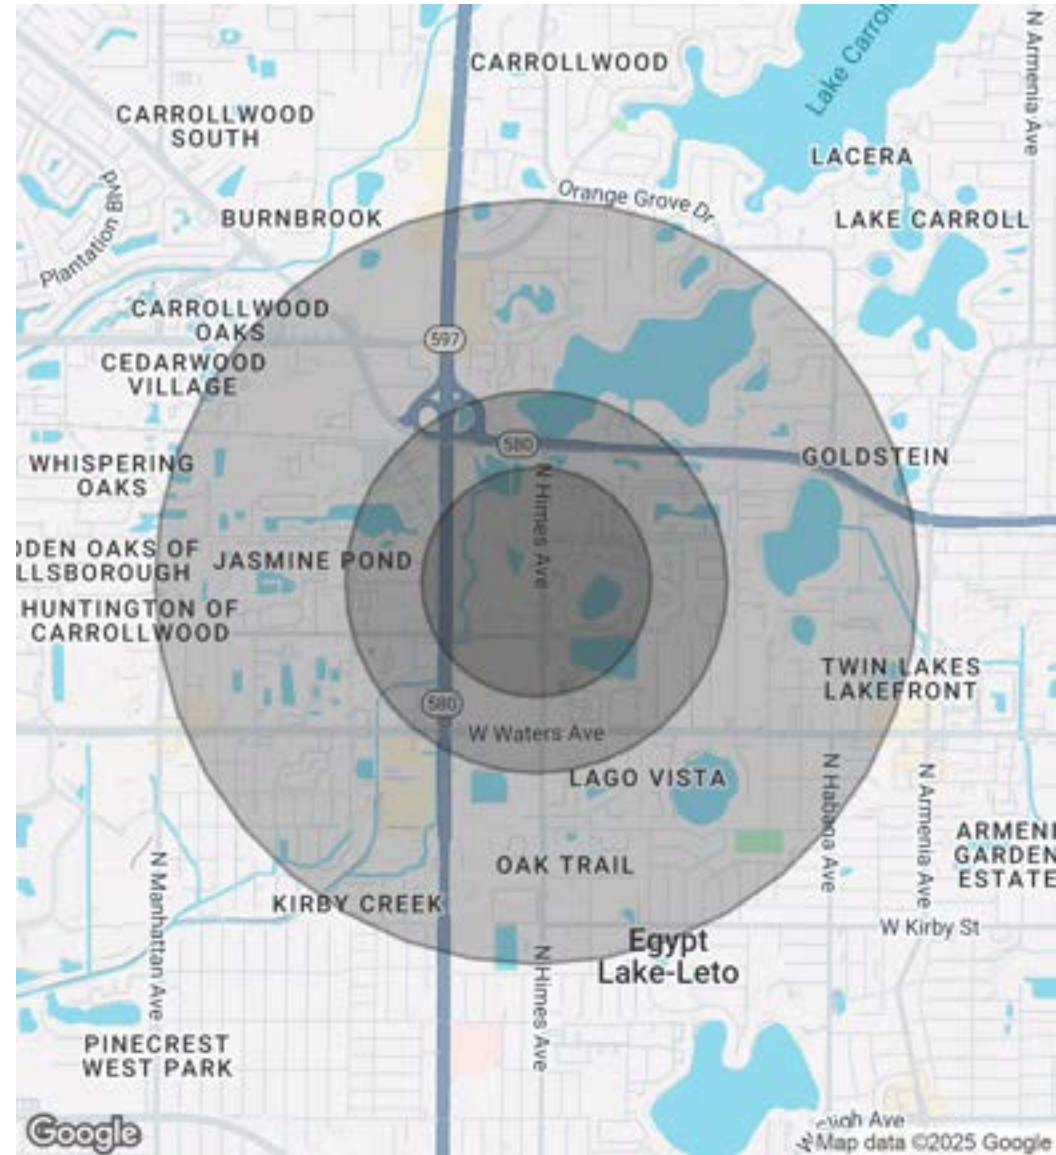 CARROLLWOOD
Lake Carroll
N Armenia Ave
CARROLLWOOD
SOUTH
LACERA
Plantation Blvd
Orange Grove Dr
BURNBROOK
LAKE CARROLL
CARROLLWOOD
OAKS
597
CEDARWOOD
VILLAGE
580
GOLDSTEIN
WHISPERING
OAKS
N Himes Ave
DDEN OAKS OF
LLSBOROUGH
JASMINE POND
HUNTINGTON OF
CARROLLWOOD
TWIN LAKES
LAKEFRONT
580
W Waters Ave
LAGO VISTA
N Habana Ave
N Armenia Ave
ARMENI
GARDEN
ESTATE
OAK TRAIL
N Manhattan Ave
KIRBY CREEK
W Kirby St
Egypt
Lake-Leto
N Himes Ave
PINECREST
WEST PARK
Google
Ave
Map data ©2025 Google